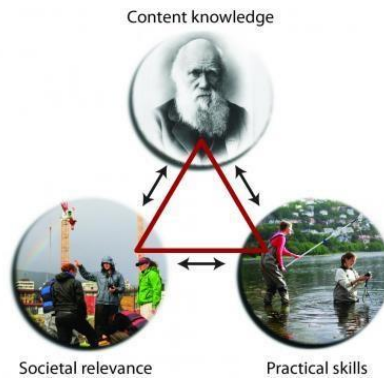 Content knowledge
Societal relevance
Practical skills